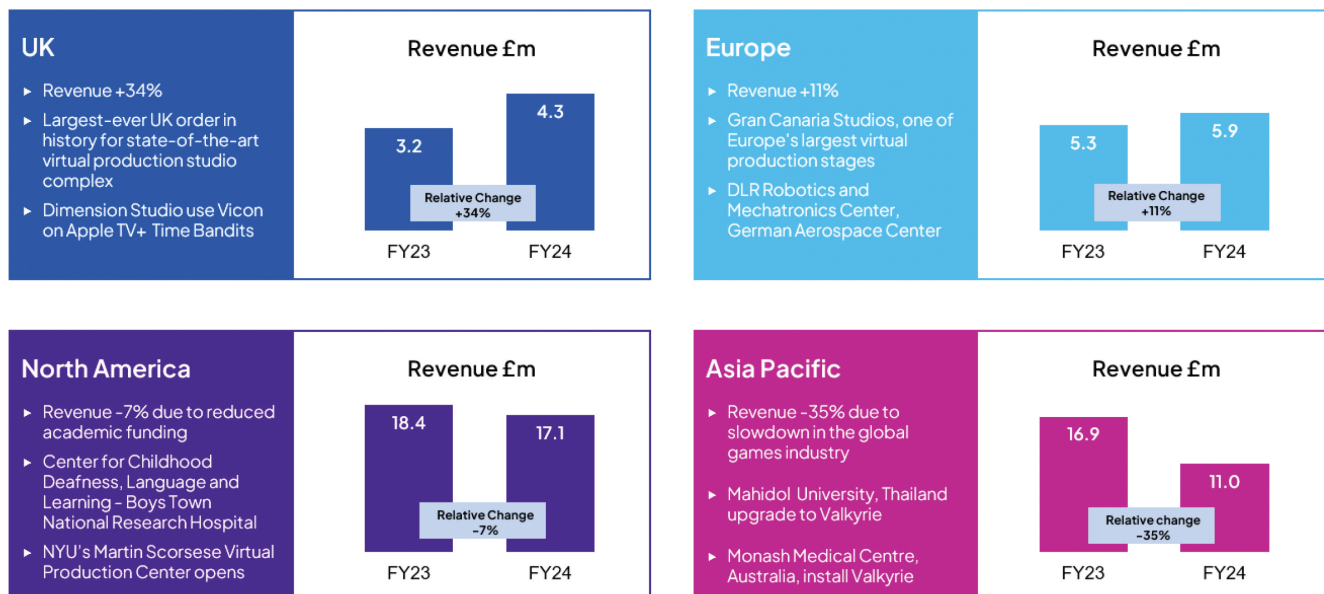 UK
► Revenue +34%
► Largest-ever UK order in
history for state-of-the-art
virtual production studio
complex
► Dimension Studio use Vicon
on Apple TV+ Time Bandits
Revenue £m
3.2
4.3
Relative Change
+34%
FY23
FY24
Europe
► Revenue +11%
► Gran Canaria Studios, one of
Europe's largest virtual
production stages
► DLR Robotics and
Mechatronics Center,
German Aerospace Center
Revenue £m
5.3
5.9
Relative Change
+11%
FY23
FY24
North America
► Revenue -7% due to reduced
academic funding
► Center for Childhood
Deafness, Language and
Learning - Boys Town
National Research Hospital
► NYU's Martin Scorsese Virtual
Production Center opens
Revenue £m
18.4
17.1
Relative Change
-7%
FY23
FY24
Asia Pacific
► Revenue -35% due to
slowdown in the global
games industry
► Mahidol University, Thailand
upgrade to Valkyrie
► Monash Medical Centre,
Australia, install Valkyrie
Revenue £m
16.9
11.0
Relative change
-35%
FY23
FY24